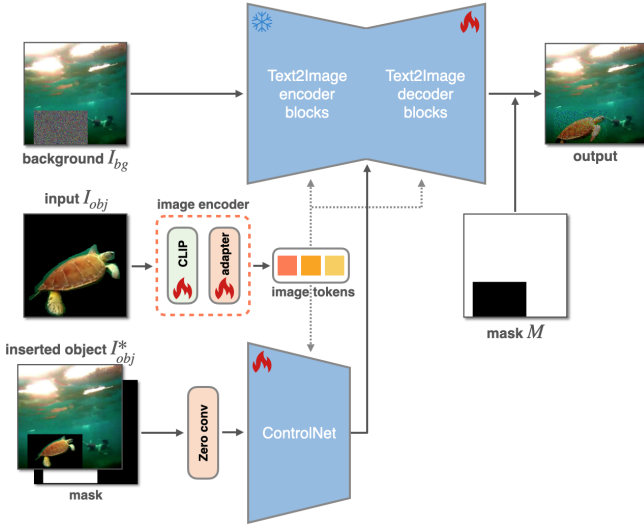 Text2Image
encoder
blocks
Text2Image
decoder
blocks
background I_bg
output
input I_obj
image encoder
CLIP
adapter
image tokens
mask M
inserted object I*_obj
Zero conv
ControlNet
mask